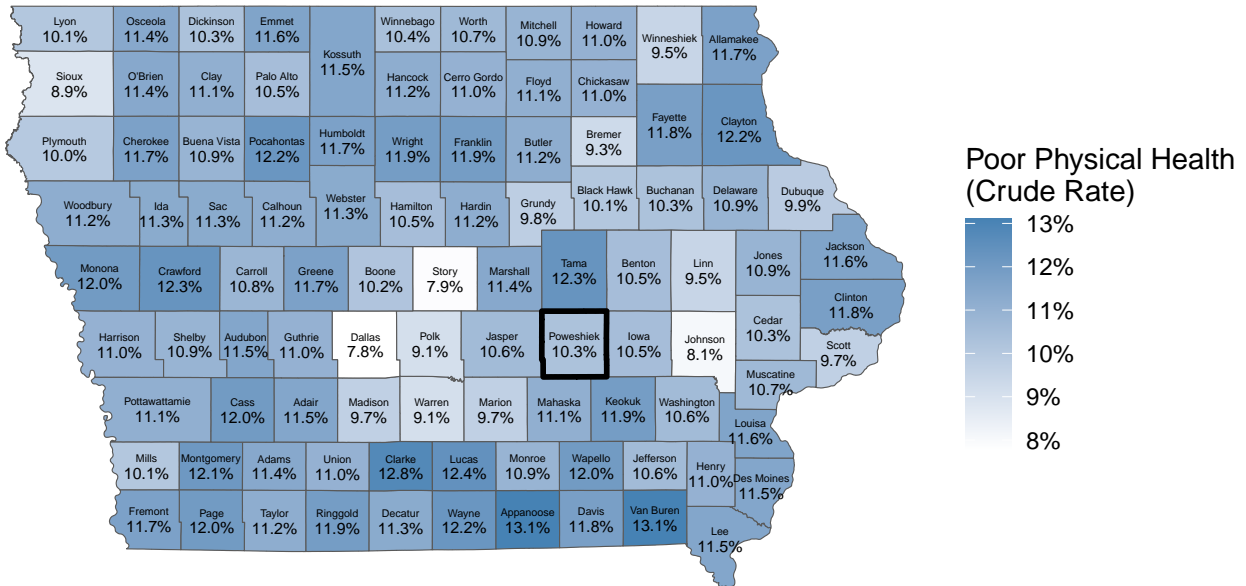 Lyon
10.1%
Osceola
11.4%
Dickinson
10.3%
Emmet
11.6%
Kossuth
11.5%
Winnebago
10.4%
Worth
10.7%
Mitchell
10.9%
Howard
11.0%
Winneshiek
9.5%
Allamakee
11.7%
Sioux
8.9%
O'Brien
11.4%
Clay
11.1%
Palo Alto
10.5%
Hancock
11.2%
Cerro Gordo
11.0%
Floyd
11.1%
Chickasaw
11.0%
Fayette
11.8%
Clayton
12.2%
Plymouth
10.0%
Cherokee
11.7%
Buena Vista
10.9%
Pocahontas
12.2%
Humboldt
11.7%
Wright
11.9%
Franklin
11.9%
Butler
11.2%
Bremer
9.3%
Woodbury
11.2%
Ida
11.3%
Sac
11.3%
Calhoun
11.2%
Webster
11.3%
Hamilton
10.5%
Hardin
11.2%
Grundy
9.8%
Black Hawk
10.1%
Buchanan
10.3%
Delaware
10.9%
Dubuque
9.9%
Monona
12.0%
Crawford
12.3%
Carroll
10.8%
Greene
11.7%
Boone
10.2%
Story
7.9%
Marshall
11.4%
Tama
12.3%
Benton
10.5%
Linn
9.5%
Jones
10.9%
Jackson
11.6%
Clinton
11.8%
Harrison
11.0%
Shelby
10.9%
Audubon
11.5%
Guthrie
11.0%
Dallas
7.8%
Polk
9.1%
Jasper
10.6%
Poweshiek
10.3%
Iowa
10.5%
Johnson
8.1%
Cedar
10.3%
Scott
9.7%
Muscatine
10.7%
Pottawattamie
11.1%
Cass
12.0%
Adair
11.5%
Madison
9.7%
Warren
9.1%
Marion
9.7%
Mahaska
11.1%
Keokuk
11.9%
Washington
10.6%
Louisa
11.6%
Mills
10.1%
Montgomery
12.1%
Adams
11.4%
Union
11.0%
Clarke
12.8%
Lucas
12.4%
Monroe
10.9%
Wapello
12.0%
Jefferson
10.6%
Henry
11.0%
Des Moines
11.5%
Fremont
11.7%
Page
12.0%
Taylor
11.2%
Ringgold
11.9%
Decatur
11.3%
Wayne
12.2%
Appanoose
13.1%
Davis
11.8%
Van Buren
13.1%
Lee
11.5%
Poor Physical Health
(Crude Rate)
13%
12%
11%
10%
9%
8%